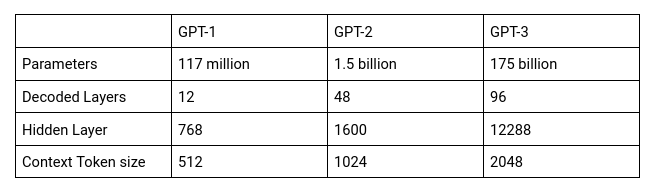 GPT-1 GPT-2 GPT-3
Parameters 117 million 1.5 billion 175 billion
Decoded Layers 12 48 96
Hidden Layer 768 1600 12288
Context Token size 512 1024 2048